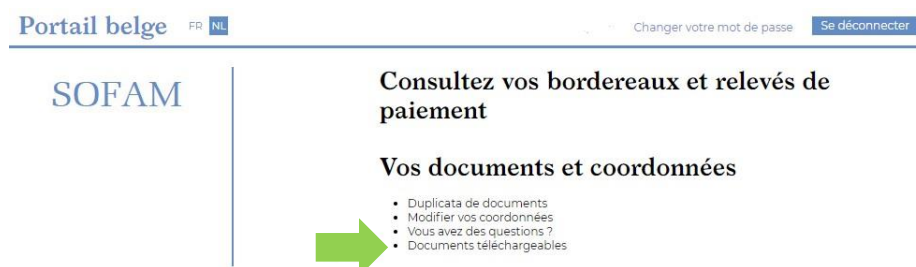 Portail belge FR NL
Changer votre mot de passe Se déconnecter
SOFAM
Consultez vos bordereaux et relevés de
paiement
Vos documents et coordonnées
• Duplicata de documents
• Modifier vos coordonnées
• Vous avez des questions ?
• Documents téléchargeables